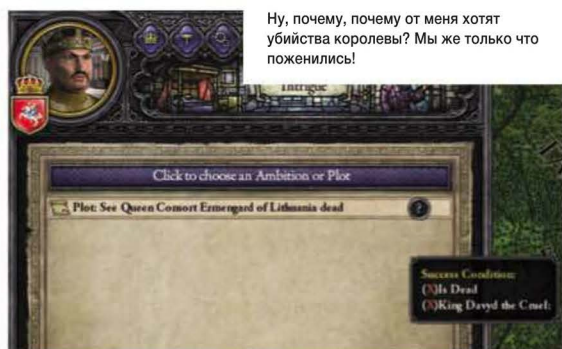 Ну, почему, почему от меня хотят
убийства королевы? Мы же только что
поженились!
Intrigue
Click to choose an Ambition or Plot
Plot: See Queen Consort Ermengard of Lithuania dead
?
Success Condition:
(X)Is Dead
(X)King Davyd the Cruel: